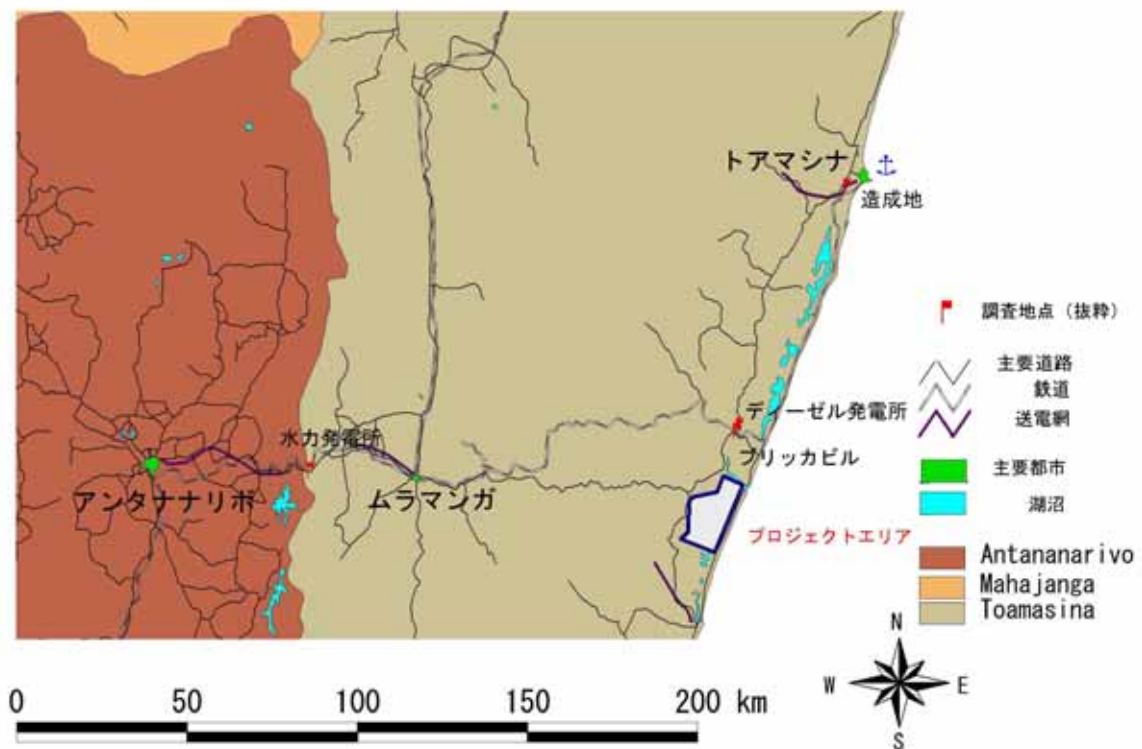 トアマシナ
造成地
調査地点（抜粋）
主要道路
鉄道
送電網
ディーゼル発電所
水力発電所
ブリッカビル
主要都市
アンタナナリボ
ムラマンガ
湖沼
プロジェクトエリア
Antananarivo
Mahajanga
Toamasina
N
W E
S
0 50 100 150 200 km